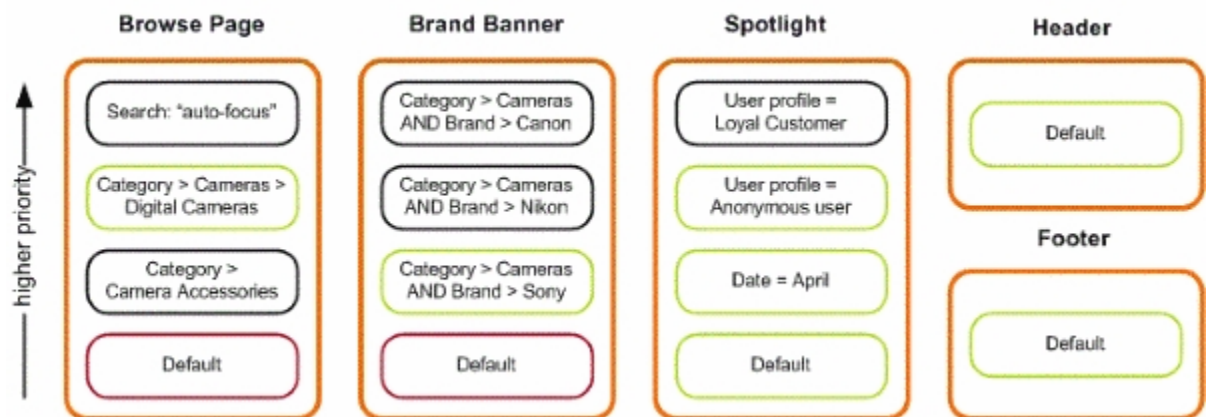 Browse Page
Brand Banner
Spotlight
Header
higher priority
Search: "auto-focus"
Category > Cameras >
Digital Cameras
Category >
Camera Accessories
Default
Category > Cameras
AND Brand > Canon
Category > Cameras
AND Brand > Nikon
Category > Cameras
AND Brand > Sony
Default
User profile =
Loyal Customer
User profile =
Anonymous user
Date = April
Default
Default
Footer
Default